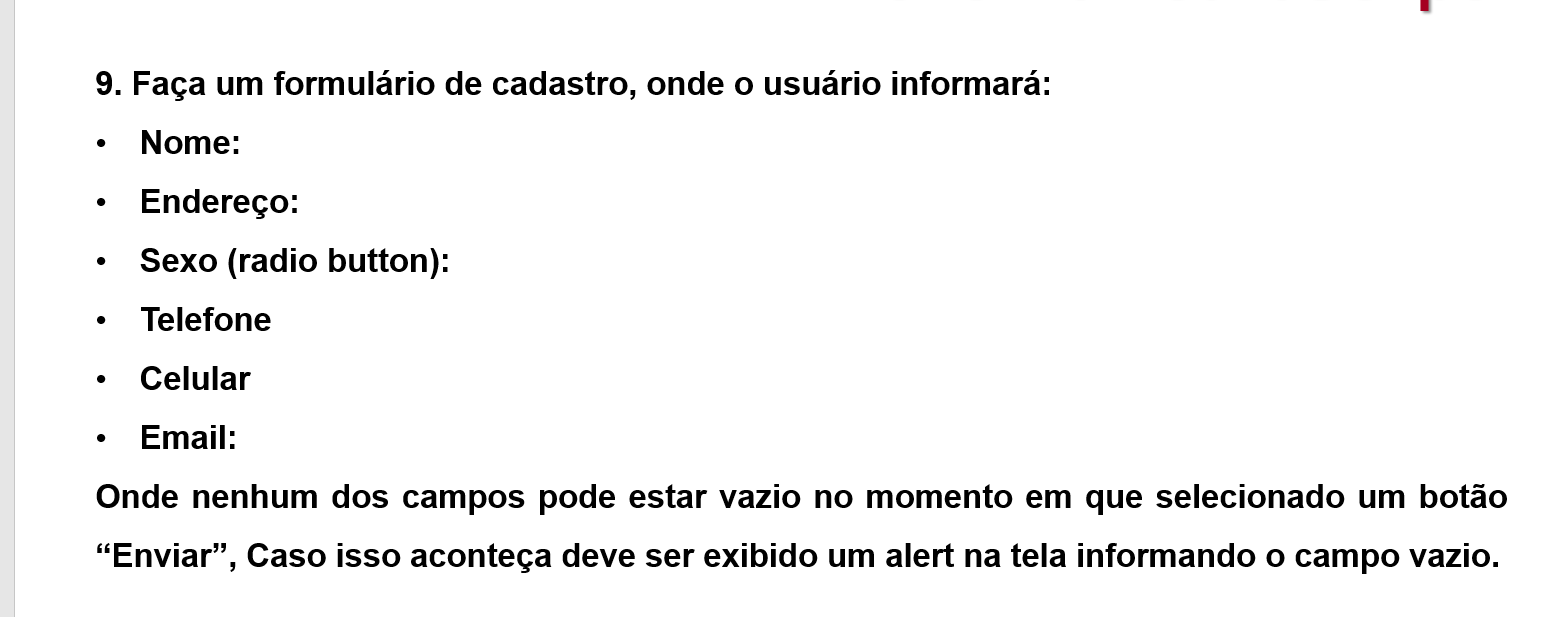 9. Faça um formulário de cadastro, onde o usuário informará:
• Nome:
• Endereço:
• Sexo (radio button):
• Telefone
• Celular
• Email:
Onde nenhum dos campos pode estar vazio no momento em que selecionado um botão
“Enviar”, Caso isso aconteça deve ser exibido um alert na tela informando o campo vazio.